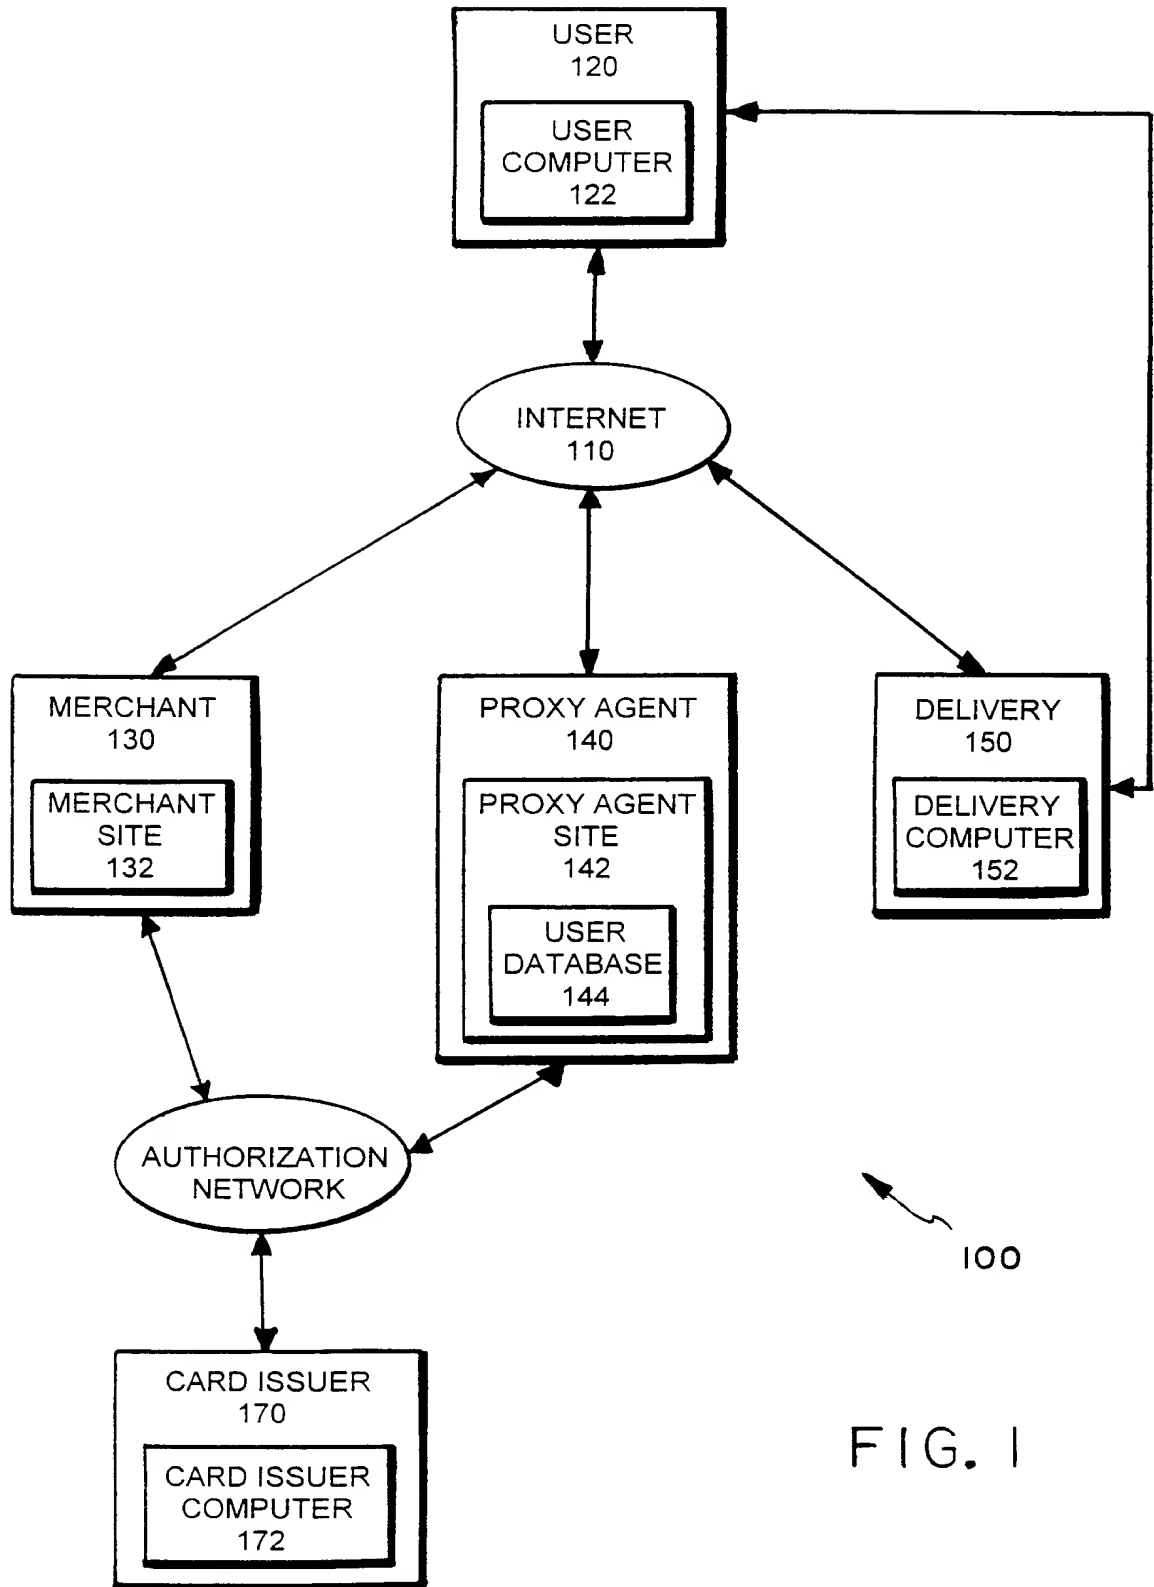 USER
120
USER
COMPUTER
122
INTERNET
110
MERCHANT
130
MERCHANT
SITE
132
PROXY AGENT
140
PROXY AGENT
SITE
142
USER
DATABASE
144
DELIVERY
150
DELIVERY
COMPUTER
152
AUTHORIZATION
NETWORK
100
CARD ISSUER
170
CARD ISSUER
COMPUTER
172
FIG. 1